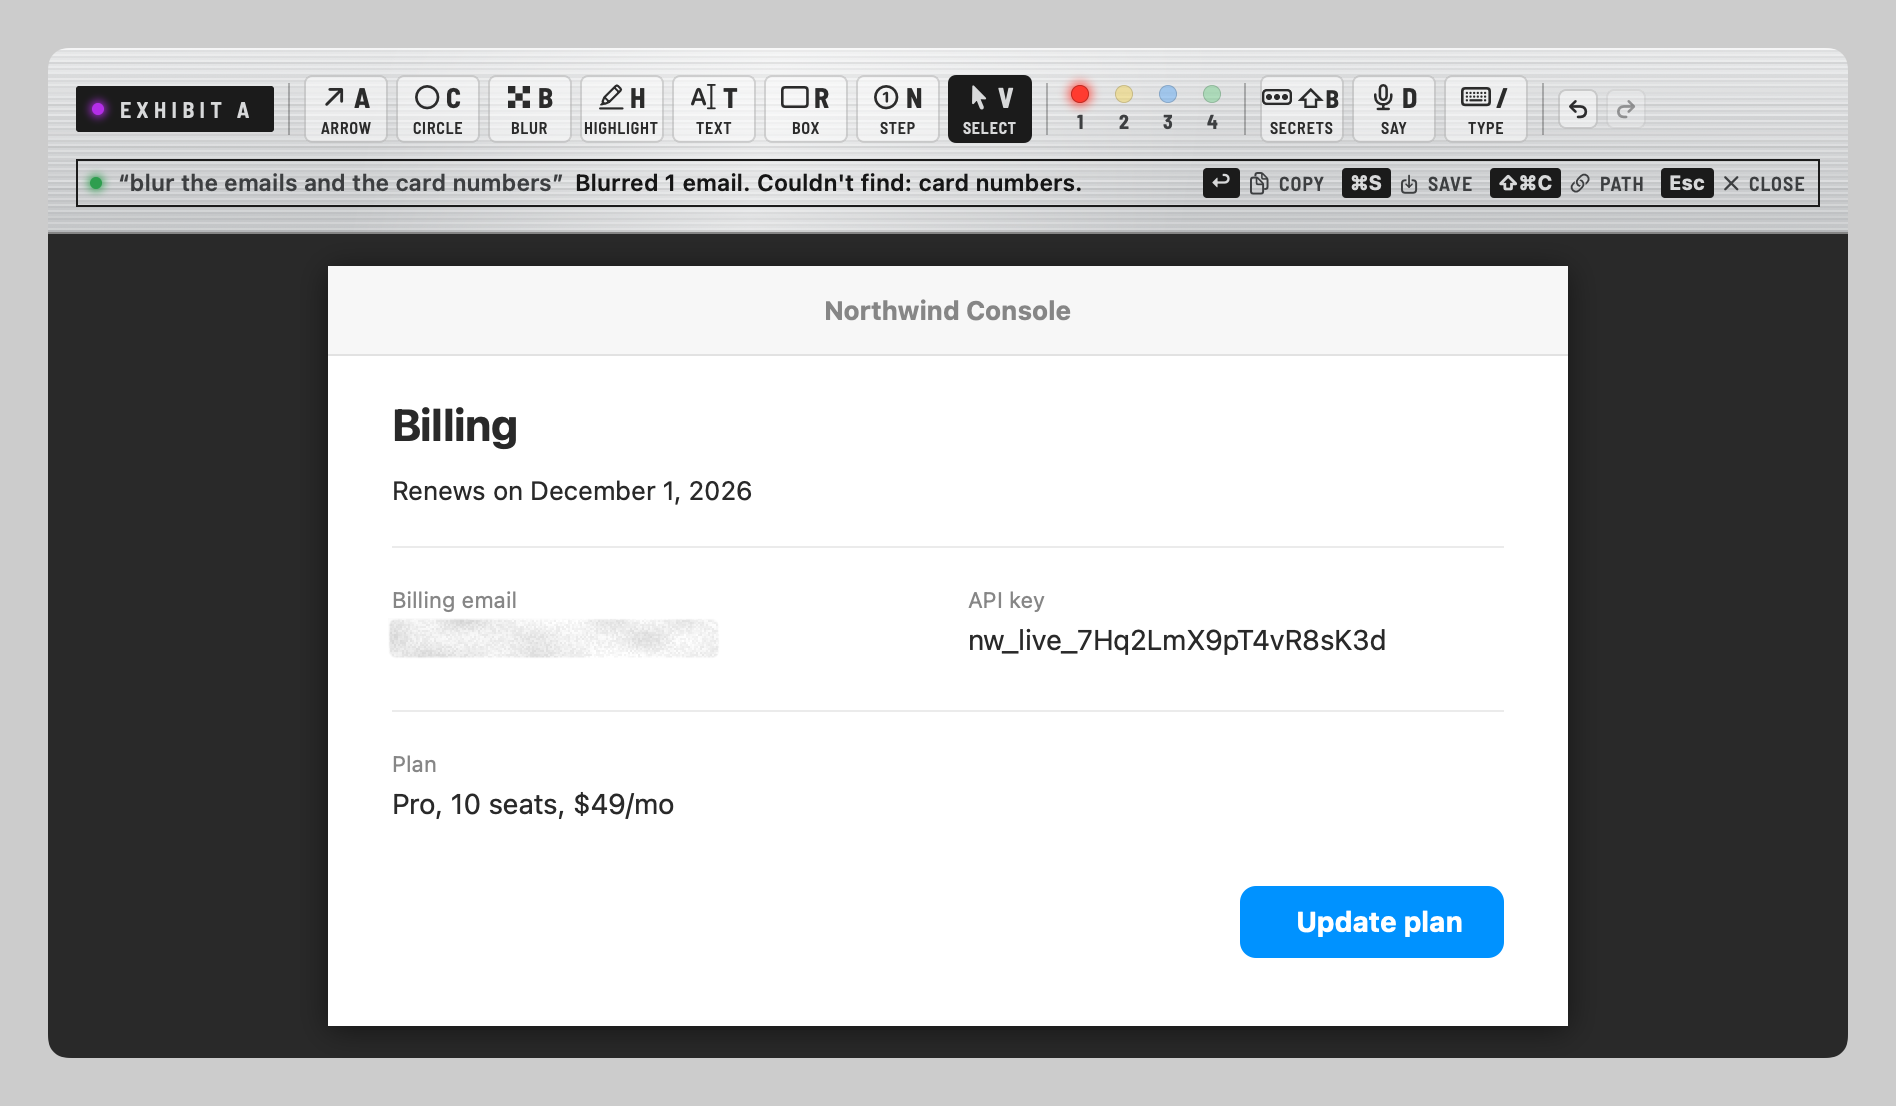 EXHIBIT A
A ARROW
C CIRCLE
B BLUR
H HIGHLIGHT
T TEXT
R BOX
N STEP
V SELECT
1 2 3 4
B SECRETS
D SAY
/ TYPE
“blur the emails and the card numbers” Blurred 1 email. Couldn't find: card numbers.
↩ COPY ⌘S SAVE ⇧⌘C PATH Esc CLOSE
Northwind Console
Billing
Renews on December 1, 2026
Billing email
API key
nw_live_7Hq2LmX9pT4vR8sK3d
Plan
Pro, 10 seats, $49/mo
Update plan